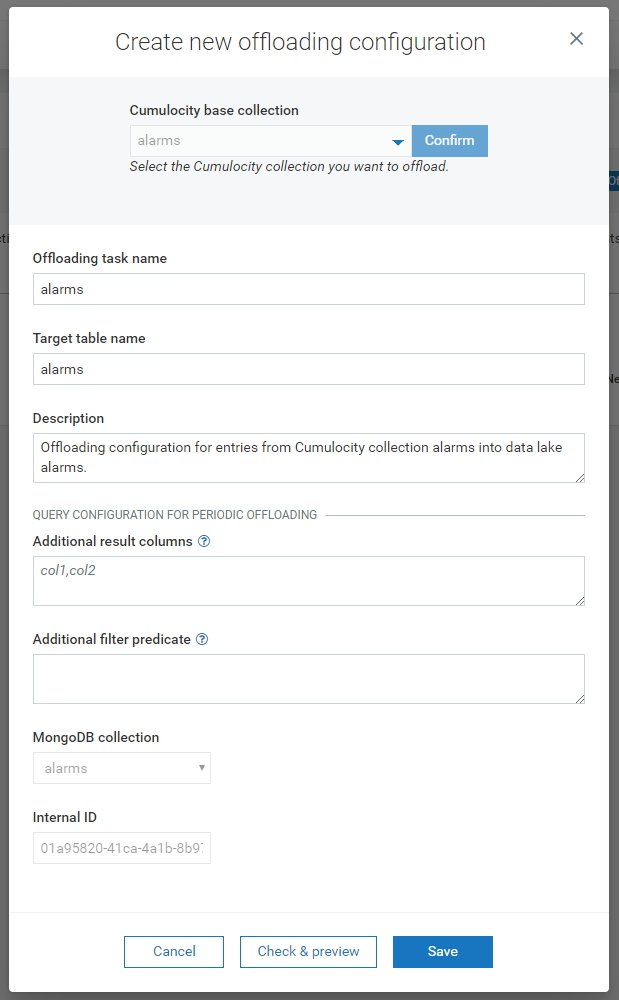 Create new offloading configuration
Cumulocity base collection
alarms
Confirm
Select the Cumulocity collection you want to offload.
Offloading task name
alarms
Target table name
alarms
Description
Offloading configuration for entries from Cumulocity collection alarms into data lake
alarms.
QUERY CONFIGURATION FOR PERIODIC OFFLOADING
Additional result columns
col1,col2
Additional filter predicate
MongoDB collection
alarms
Internal ID
01a95820-41ca-4a1b-8b9
Cancel
Check & preview
Save